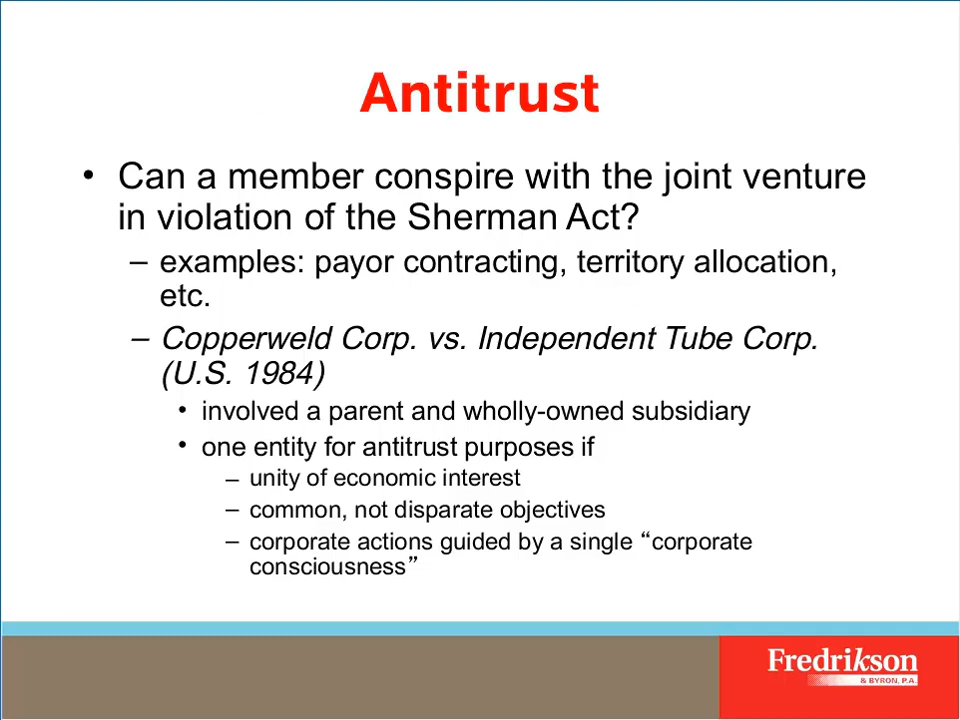 Antitrust
• Can a member conspire with the joint venture
in violation of the Sherman Act?
– examples: payor contracting, territory allocation,
etc.
– Copperweld Corp. vs. Independent Tube Corp.
(U.S. 1984)
• involved a parent and wholly-owned subsidiary
• one entity for antitrust purposes if
– unity of economic interest
– common, not disparate objectives
– corporate actions guided by a single “corporate
consciousness”
Fredrikson
& BYRON, P.A.